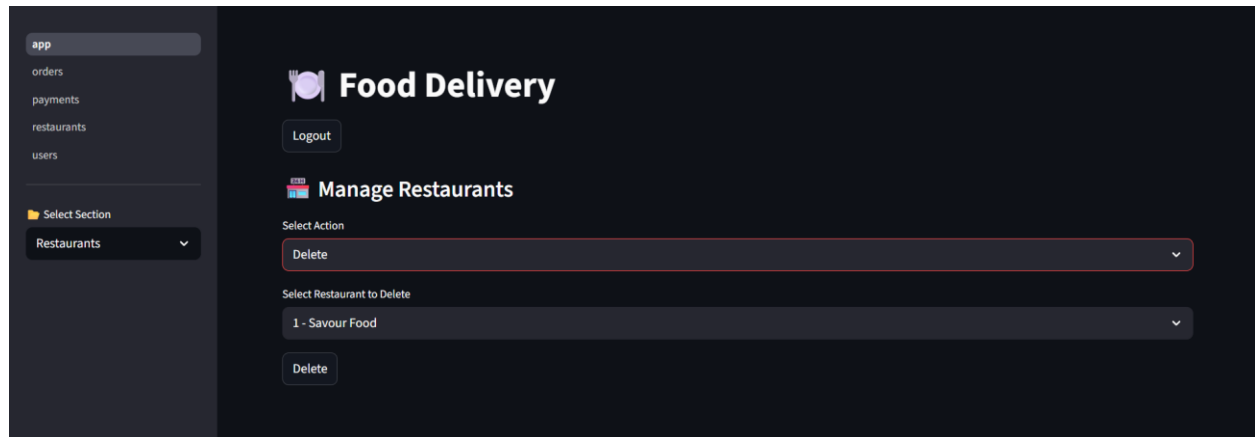 app
orders
payments
restaurants
users
Select Section
Restaurants
Food Delivery
Logout
Manage Restaurants
Select Action
Delete
Select Restaurant to Delete
1 - Savour Food
Delete